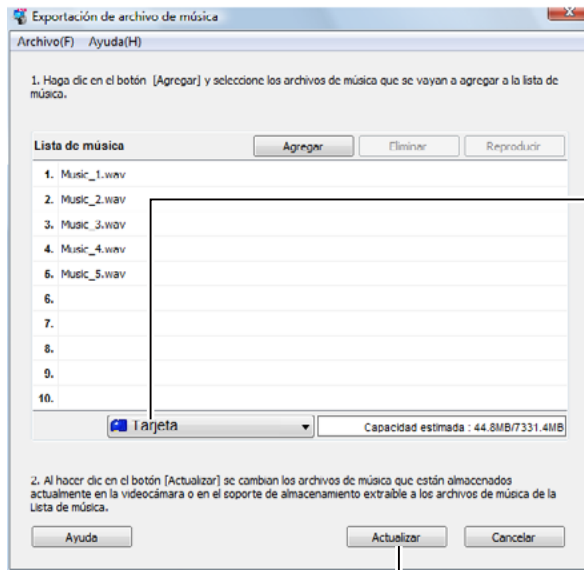 Exportación de archivo de música
Archivo(F) Ayuda(H)
1. Haga clic en el botón [Agregar] y seleccione los archivos de música que se vayan a agregar a la lista de
música.
Lista de música Agregar Eliminar Reproducir
1. Music_1.wav
2. Music_2.wav
3. Music_3.wav
4. Music_4.wav
5. Music_5.wav
6.
7.
8.
9.
10.
Tarjeta Capacidad estimada : 44.8MB/7331.4MB
2. Al hacer clic en el botón [Actualizar] se cambian los archivos de música que están almacenados
actualmente en la videocámara o en el soporte de almacenamiento extraíble a los archivos de música de la
Lista de música.
Ayuda Actualizar Cancelar